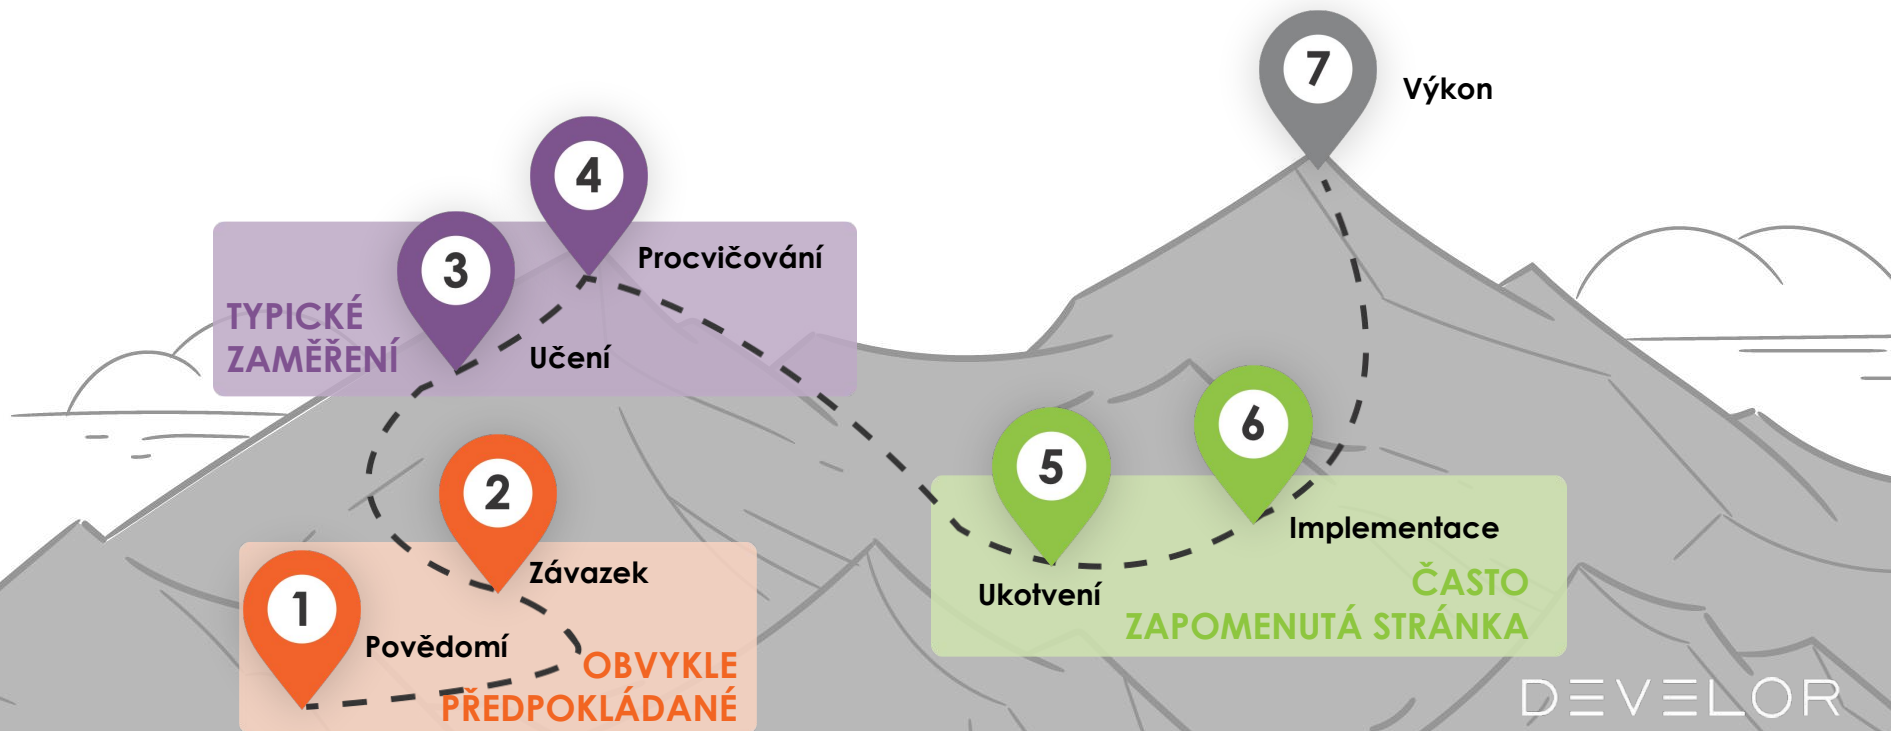 1
Povědomí
2
Závazek
OBVYKLE
PŘEDPOKLÁDANÉ
3
Učení
4
Procvičování
TYPICKÉ
ZAMĚŘENÍ
5
Ukotvení
6
Implementace
ČASTO
ZAPOMENUTÁ STRÁNKA
7
Výkon
DEVELOR